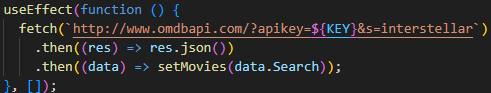 useEffect(function () {
fetch(`http://www.omdbapi.com/?apikey=${KEY}&s=interstellar`)
.then((res) => res.json())
.then((data) => setMovies(data.Search));
}, []);